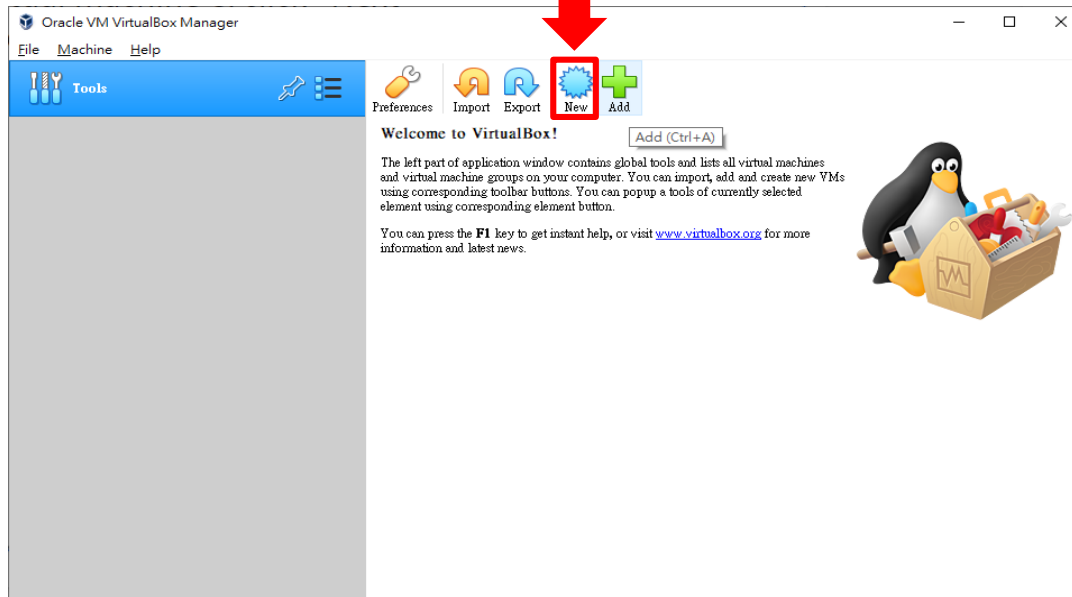 Oracle VM VirtualBox Manager
File Machine Help
Tools
Preferences Import Export New Add
Welcome to VirtualBox!
Add (Ctrl+A)
The left part of application window contains global tools and lists all virtual machines
and virtual machine groups on your computer. You can import, add and create new VMs
using corresponding toolbar buttons. You can popup a tools of currently selected
element using corresponding element button.
You can press the F1 key to get instant help, or visit www.virtualbox.org for more
information and latest news.